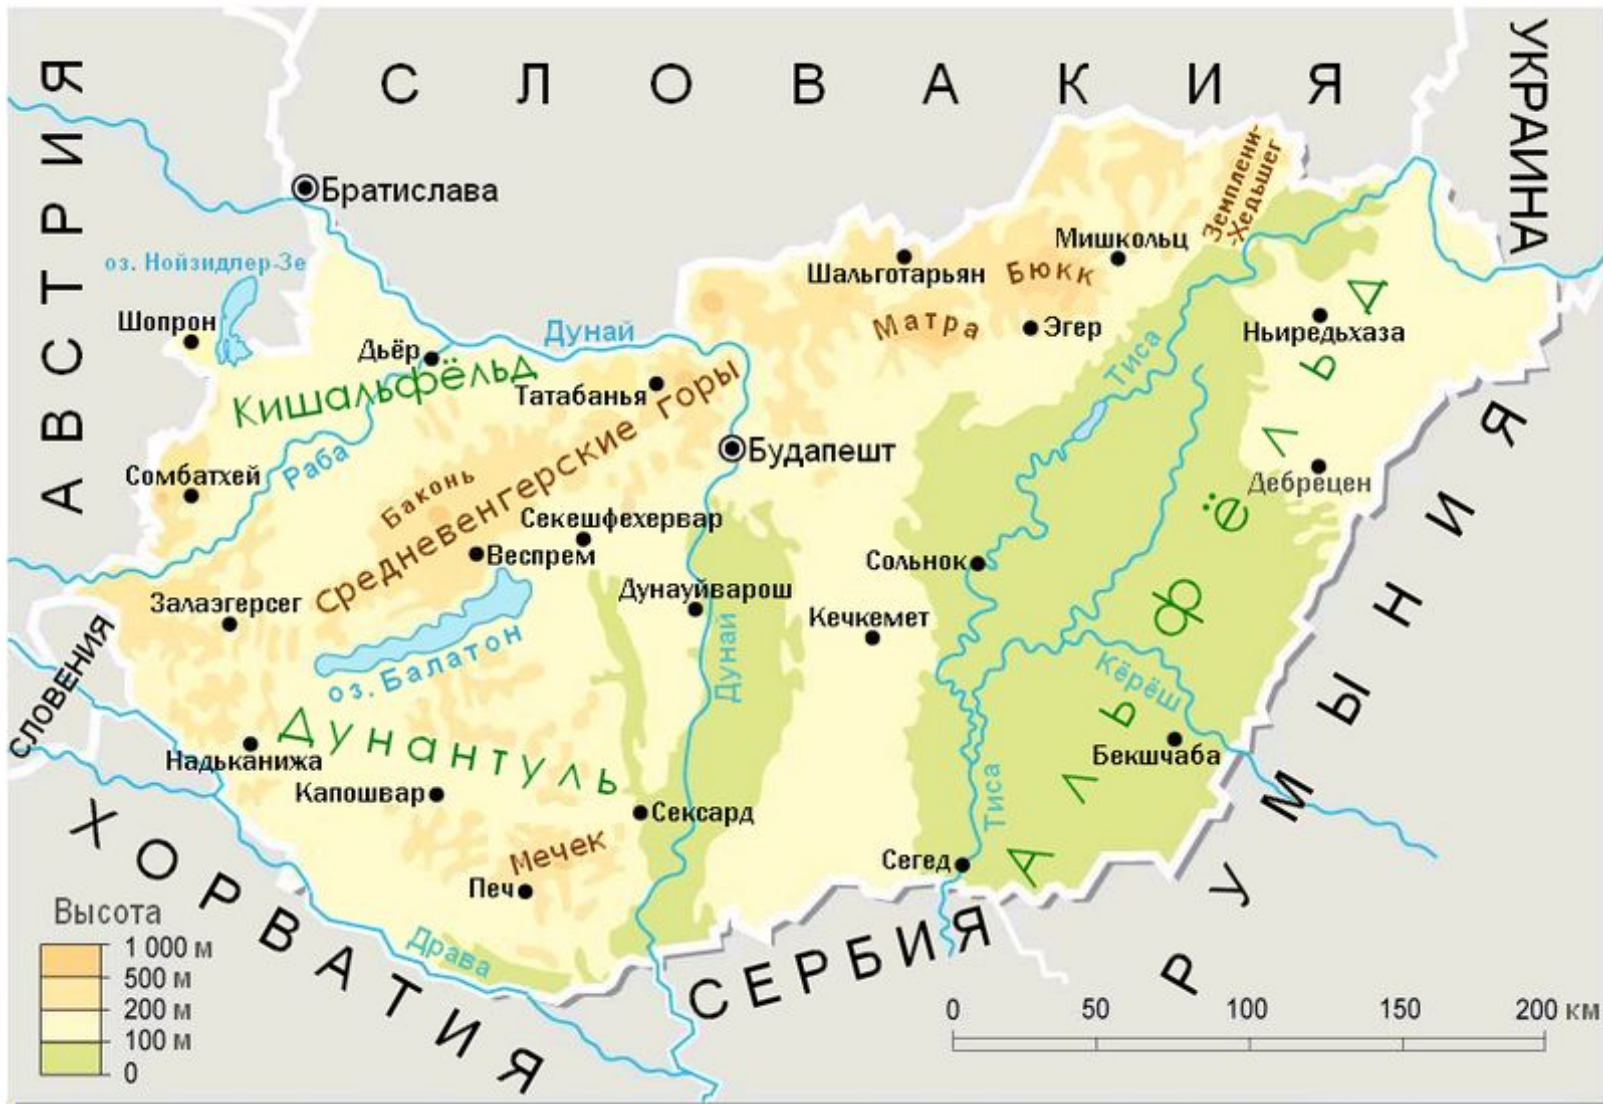 СЛОВАКИЯ
УКРАИНА
АВСТРИЯ
Братислава
оз. Нойзидлер-Зе
Шопрон
Дьёр
Кишальфёльд
Дунай
Татабанья
Раба
Сомбатхей
Средневенгерские горы
Баконь
Будапешт
Шальготарьян
Матра
Бюкк
Мишкольц
Эгер
Земплени-
-Хедьшег
Тиса
Ньиредьхаза
Дебрецен
Альфёльд
РУМЫНИЯ
Секешфехервар
Веспрем
Дунауйварош
Дунай
Сольнок
Кечкемет
Залаэгерсег
оз. Балатон
СЛОВЕНИЯ
Дунантуль
Надьканижа
Капошвар
Сексард
Мечек
Печ
Кёрёш
Бекшчаба
Тиса
Сегед
Драва
ХОРВАТИЯ
СЕРБИЯ
Высота
1 000 м
500 м
200 м
100 м
0
0 50 100 150 200 км